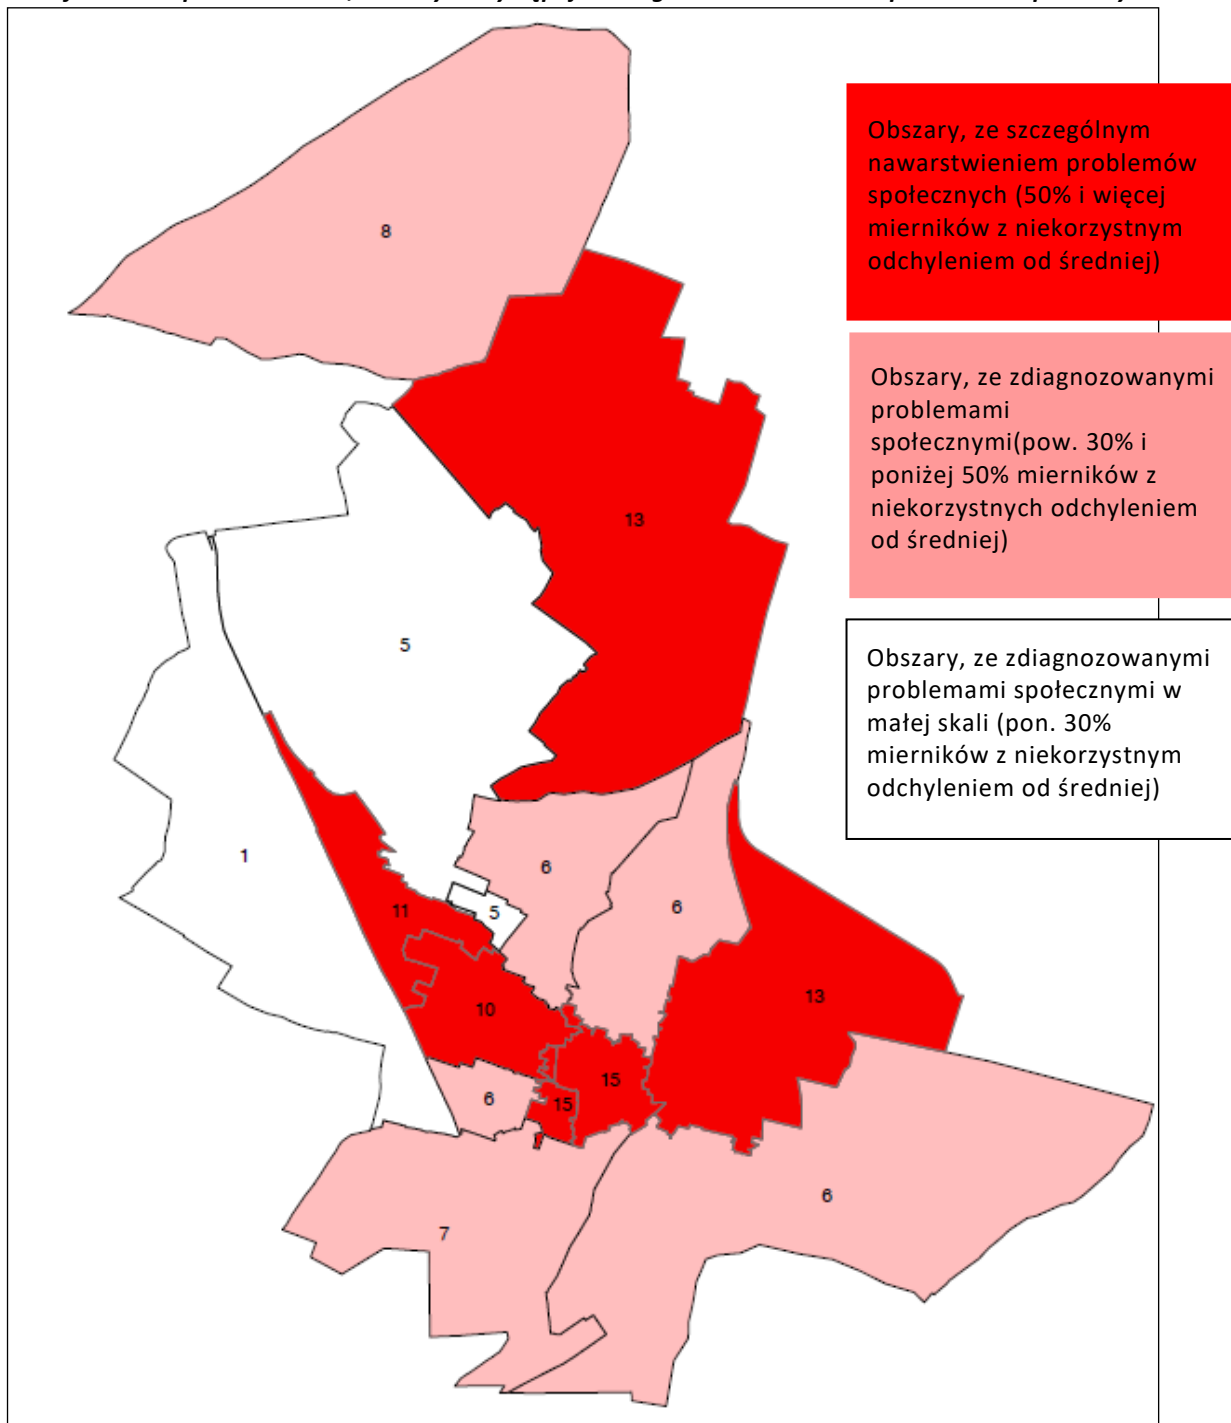 Obszary, ze szczególnym
nawarstwieniem problemów
społecznych (50% i więcej
mierników z niekorzystnym
odchyleniem od średniej)
Obszary, ze zdiagnozowanymi
problemami
społecznymi(pow. 30% i
poniżej 50% mierników z
niekorzystnych odchyleniem
od średniej)
Obszary, ze zdiagnozowanymi
problemami społecznymi w
małej skali (pon. 30%
mierników z niekorzystnym
odchyleniem od średniej)
8
13
5
1
6
11
5
6
10
13
15
6
15
6
7